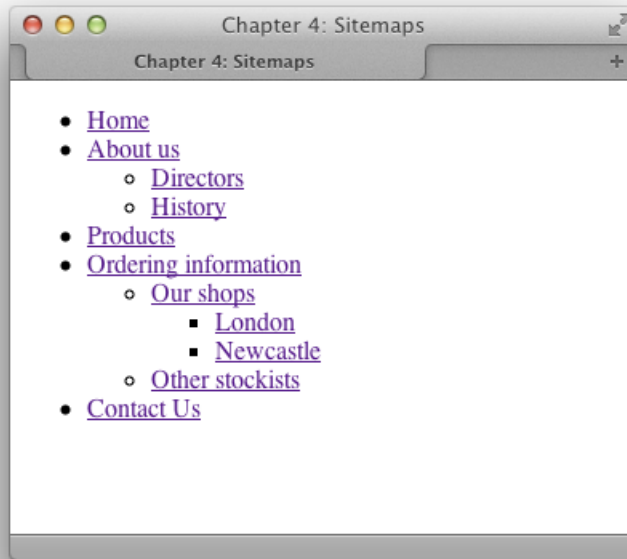 Chapter 4: Sitemaps
Chapter 4: Sitemaps
Home
About us
Directors
History
Products
Ordering information
Our shops
London
Newcastle
Other stockists
Contact Us